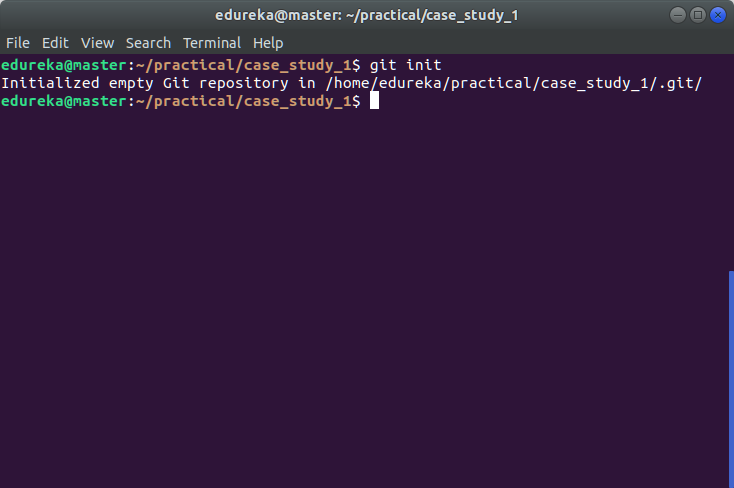 edureka@master: ~/practical/case_study_1
File Edit View Search Terminal Help
edureka@master:~/practical/case_study_1$ git init
Initialized empty Git repository in /home/edureka/practical/case_study_1/.git/
edureka@master:~/practical/case_study_1$